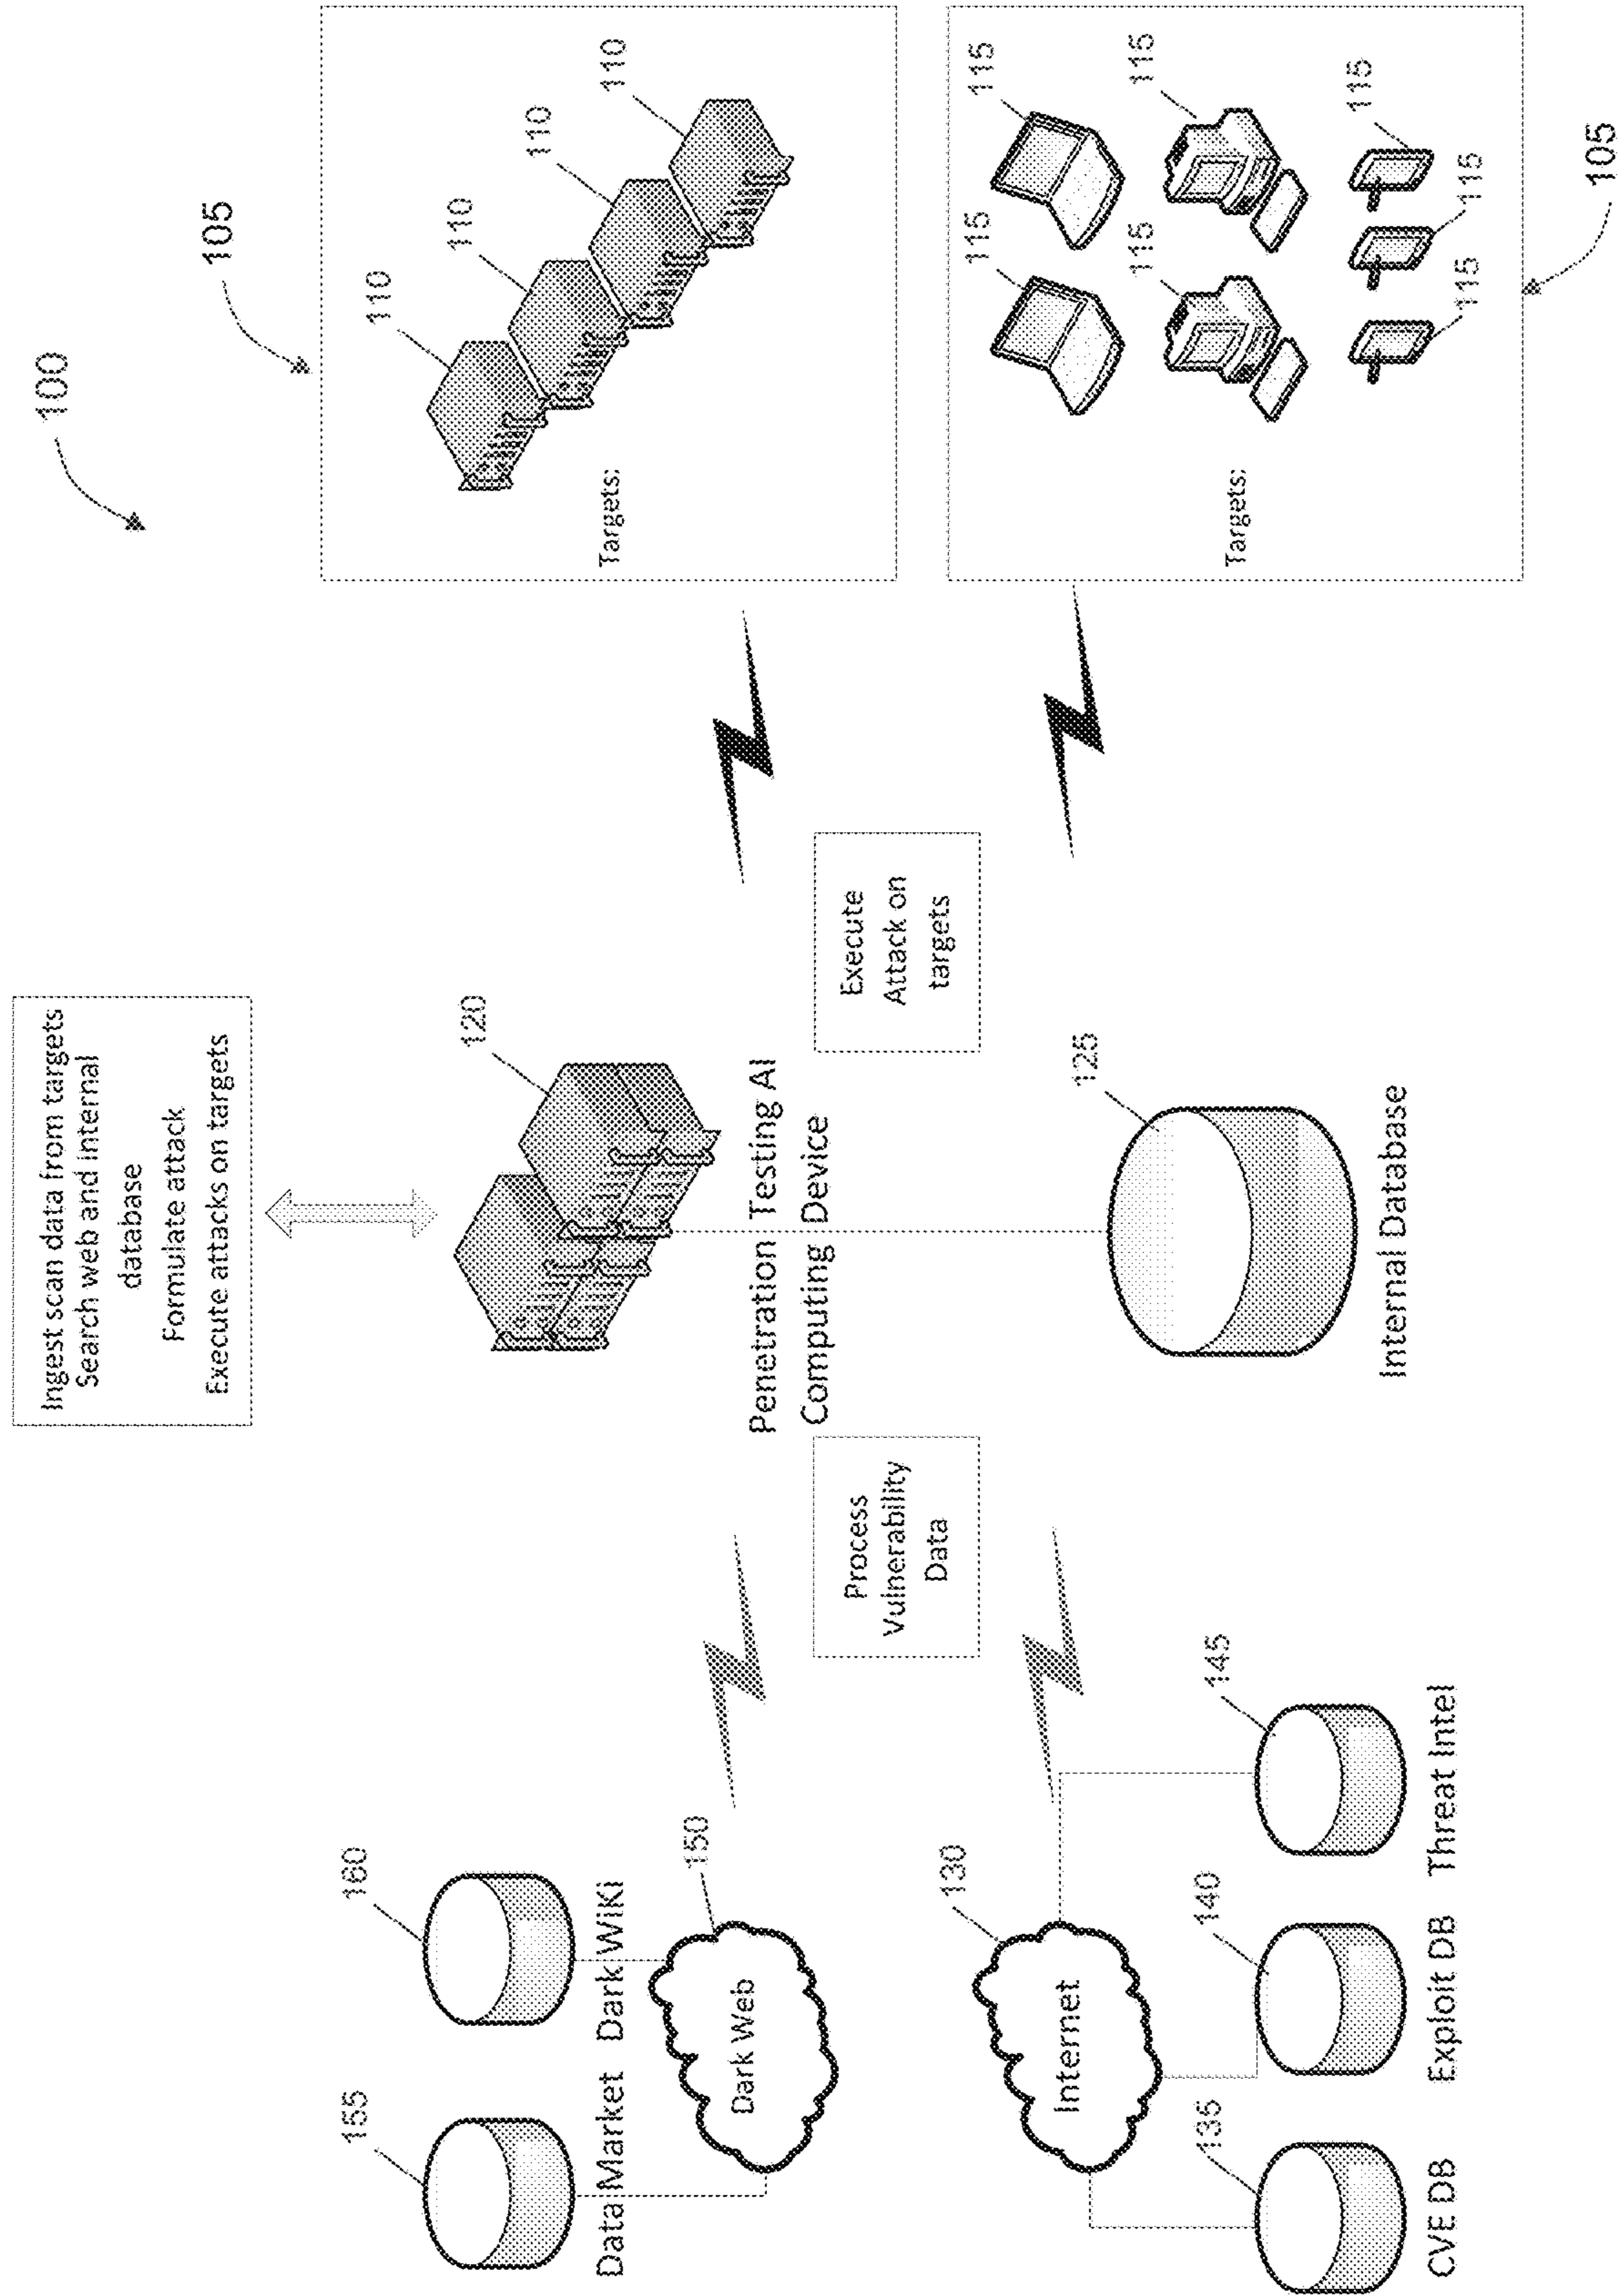 100
Ingest scan data from targets
Search web and internal
database
Formulate attack
Execute attacks on targets
105
155
160
120
110
110
110
110
Data Market
Dark WiKi
Targets:
Dark Web
150
Penetration Testing AI
Computing Device
Process
Vulnerability
Data
Execute
Attack on
targets
130
Internet
125
115
115
115
115
135
140
145
115
115
115
Targets:
CVE DB
Exploit DB
Threat Intel
Internal Database
105